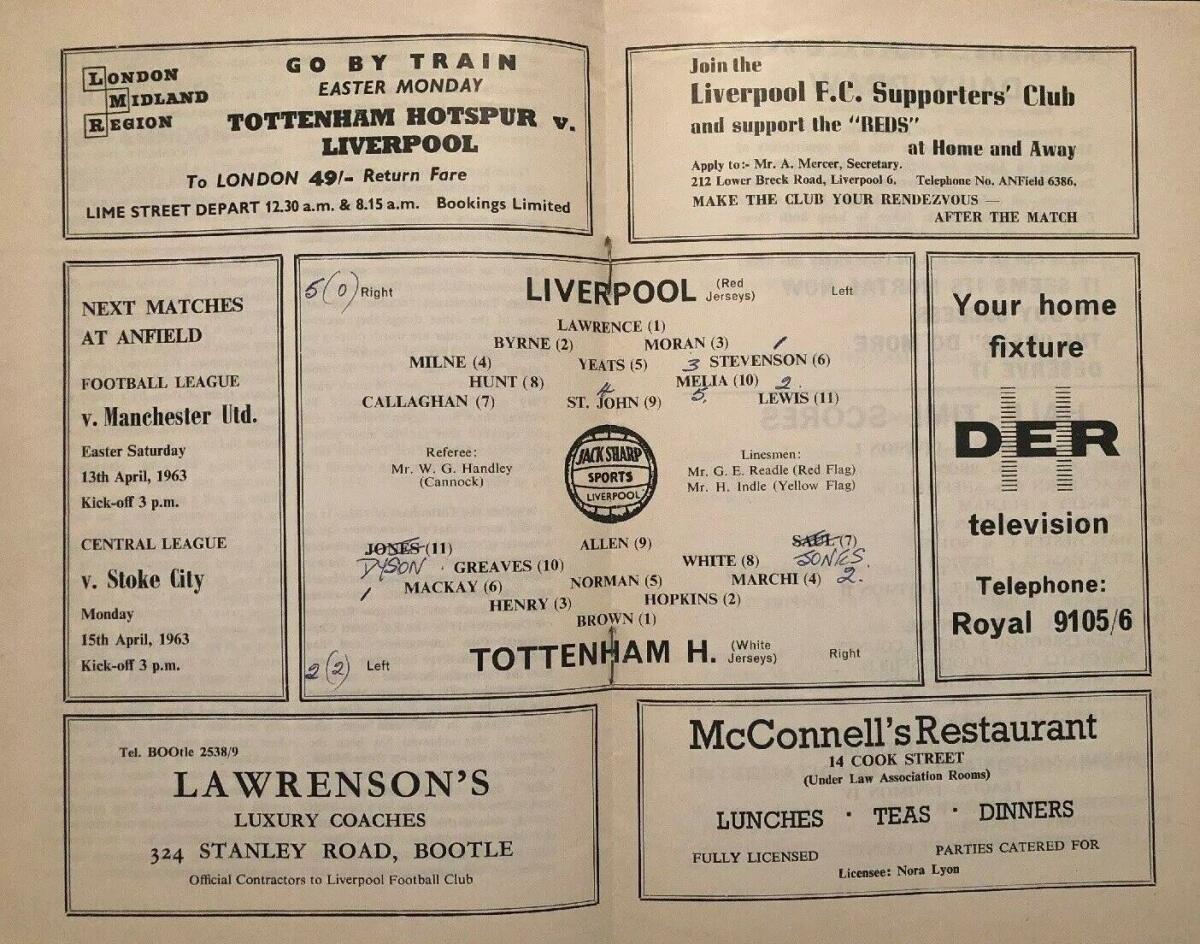 LONDON
MIDLAND
REGION
GO BY TRAIN
EASTER MONDAY
TOTTENHAM HOTSPUR v.
LIVERPOOL
To LONDON 49/- Return Fare
LIME STREET DEPART 12.30 a.m. & 8.15 a.m. Bookings Limited
Join the
Liverpool F.C. Supporters' Club
and support the "REDS"
at Home and Away
Apply to:- Mr. A. Mercer, Secretary.
212 Lower Breck Road, Liverpool 6. Telephone No. ANField 6386.
MAKE THE CLUB YOUR RENDEZVOUS —
AFTER THE MATCH
NEXT MATCHES
AT ANFIELD
FOOTBALL LEAGUE
v. Manchester Utd.
Easter Saturday
13th April, 1963
Kick-off 3 p.m.
CENTRAL LEAGUE
v. Stoke City
Monday
15th April, 1963
Kick-off 3 p.m.
5 (0) Right LIVERPOOL (Red Jerseys) Left
LAWRENCE (1)
BYRNE (2) MORAN (3) 1
MILNE (4) YEATS (5) 3 STEVENSON (6)
HUNT (8) MELIA (10) 2.
4 5.
CALLAGHAN (7) ST. JOHN (9) LEWIS (11)
Referee:
Mr. W. G. Handley
(Cannock)
JACK SHARP
SPORTS
LIVERPOOL
Linesmen:
Mr. G. E. Readle (Red Flag)
Mr. H. Indle (Yellow Flag)
JONES (11) ALLEN (9) SAUL (7)
DYSON GREAVES (10) WHITE (8) JONES.
1 MACKAY (6) NORMAN (5) MARCHI (4) 2.
HENRY (3) HOPKINS (2)
BROWN (1)
2 (2) Left TOTTENHAM H. (White Jerseys) Right
Your home
fixture
DER
television
Telephone:
Royal 9105/6
Tel. BOOtle 2538/9
LAWRENSON'S
LUXURY COACHES
324 STANLEY ROAD, BOOTLE
Official Contractors to Liverpool Football Club
McConnell's Restaurant
14 COOK STREET
(Under Law Association Rooms)
LUNCHES · TEAS · DINNERS
FULLY LICENSED PARTIES CATERED FOR
Licensee: Nora Lyon